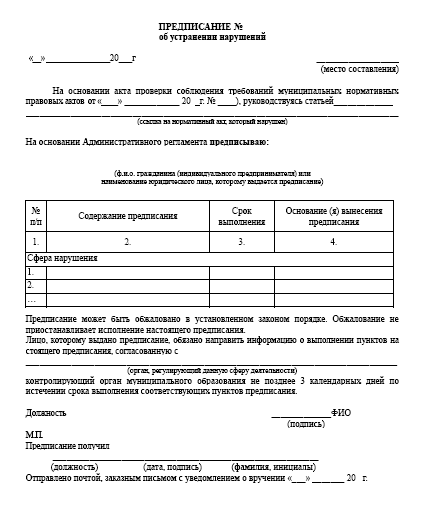 ПРЕДПИСАНИЕ №
об устранении нарушений
«__»______________20___г
(место составления)
На основании акта проверки соблюдения требований муниципальных нормативных
правовых актов от «____» ____________ 20 _г. № ____), руководствуясь статьей_____________
(ссылка на нормативный акт, который нарушен)
На основании Административного регламента предписываю:
(ф.и.о. гражданина (индивидуального предпринимателя) или
наименование юридического лица, которому выдается предписание)
№ п/п Содержание предписания Срок выполнения Основание (я) вынесения предписания
1. 2. 3. 4.
Сфера нарушения
1.
2.
…
Предписание может быть обжаловано в установленном законом порядке. Обжалование не
приостанавливает исполнение настоящего предписания.
Лицо, которому выдано предписание, обязано направить информацию о выполнении пунктов на
стоящего предписания, согласованную с
(орган, регулирующий данную сферу деятельности)
контролирующий орган муниципального образования не позднее 3 календарных дней по
истечении срока выполнения соответствующих пунктов предписания.
Должность _____________ФИО
(подпись)
М.П.
Предписание получил
(должность) (дата, подпись) (фамилия, инициалы)
Отправлено почтой, заказным письмом с уведомлением о вручении «___» _______ 20 г.